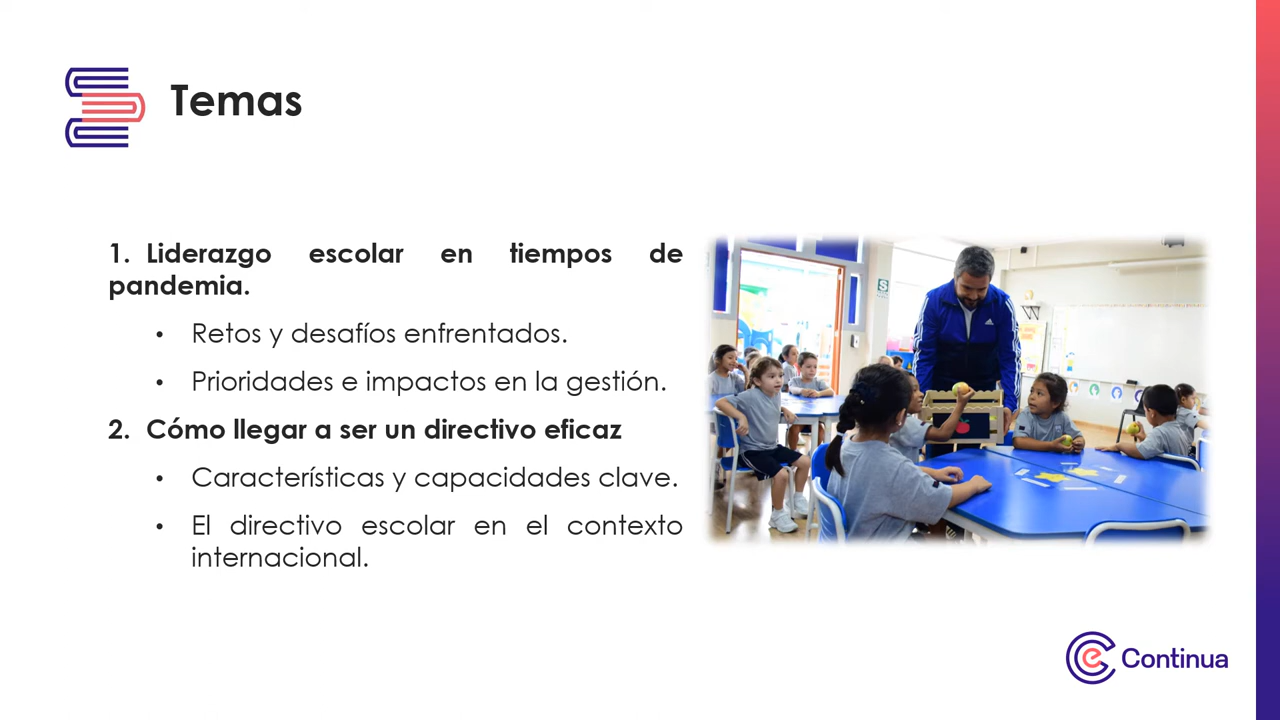 Temas
1. Liderazgo escolar en tiempos de
pandemia.
• Retos y desafíos enfrentados.
• Prioridades e impactos en la gestión.
2. Cómo llegar a ser un directivo eficaz
• Características y capacidades clave.
• El directivo escolar en el contexto
internacional.
S
adidas
e Continua